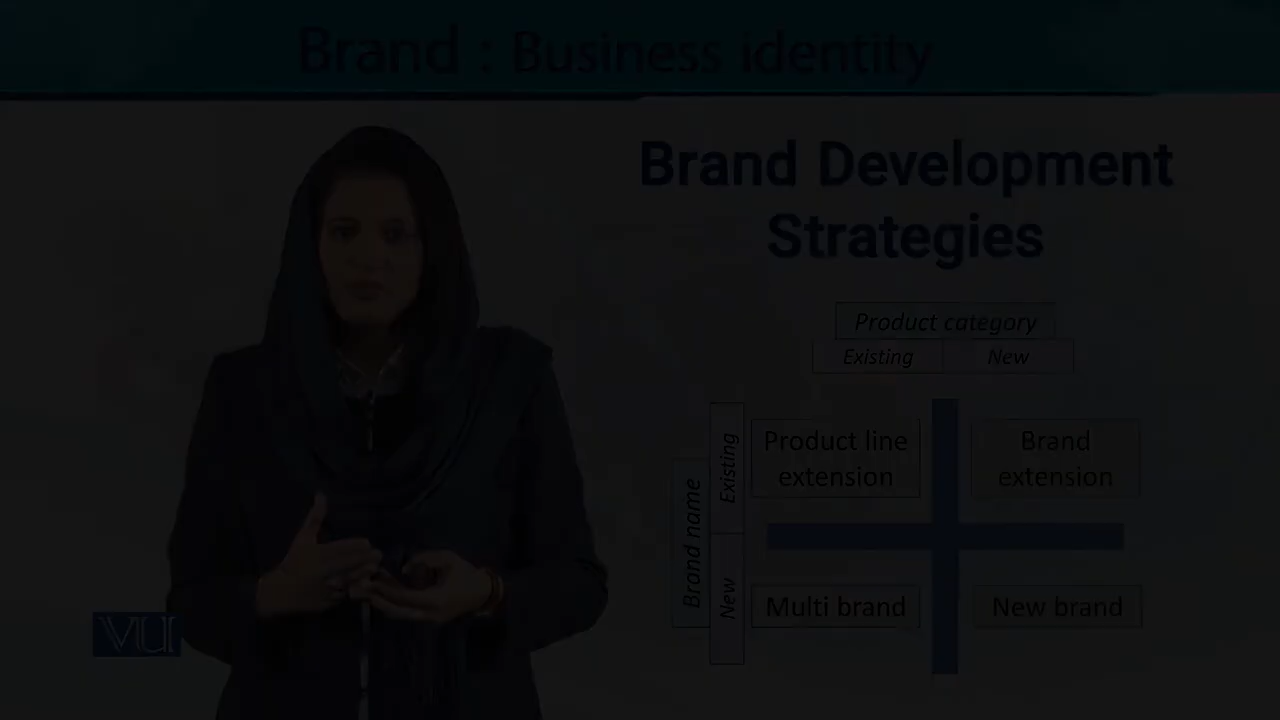 Brand : Business identity
Brand Development
Strategies
Product category
Existing New
Brand name
Existing
New
Product line
extension
Brand
extension
Multi brand
New brand
VU